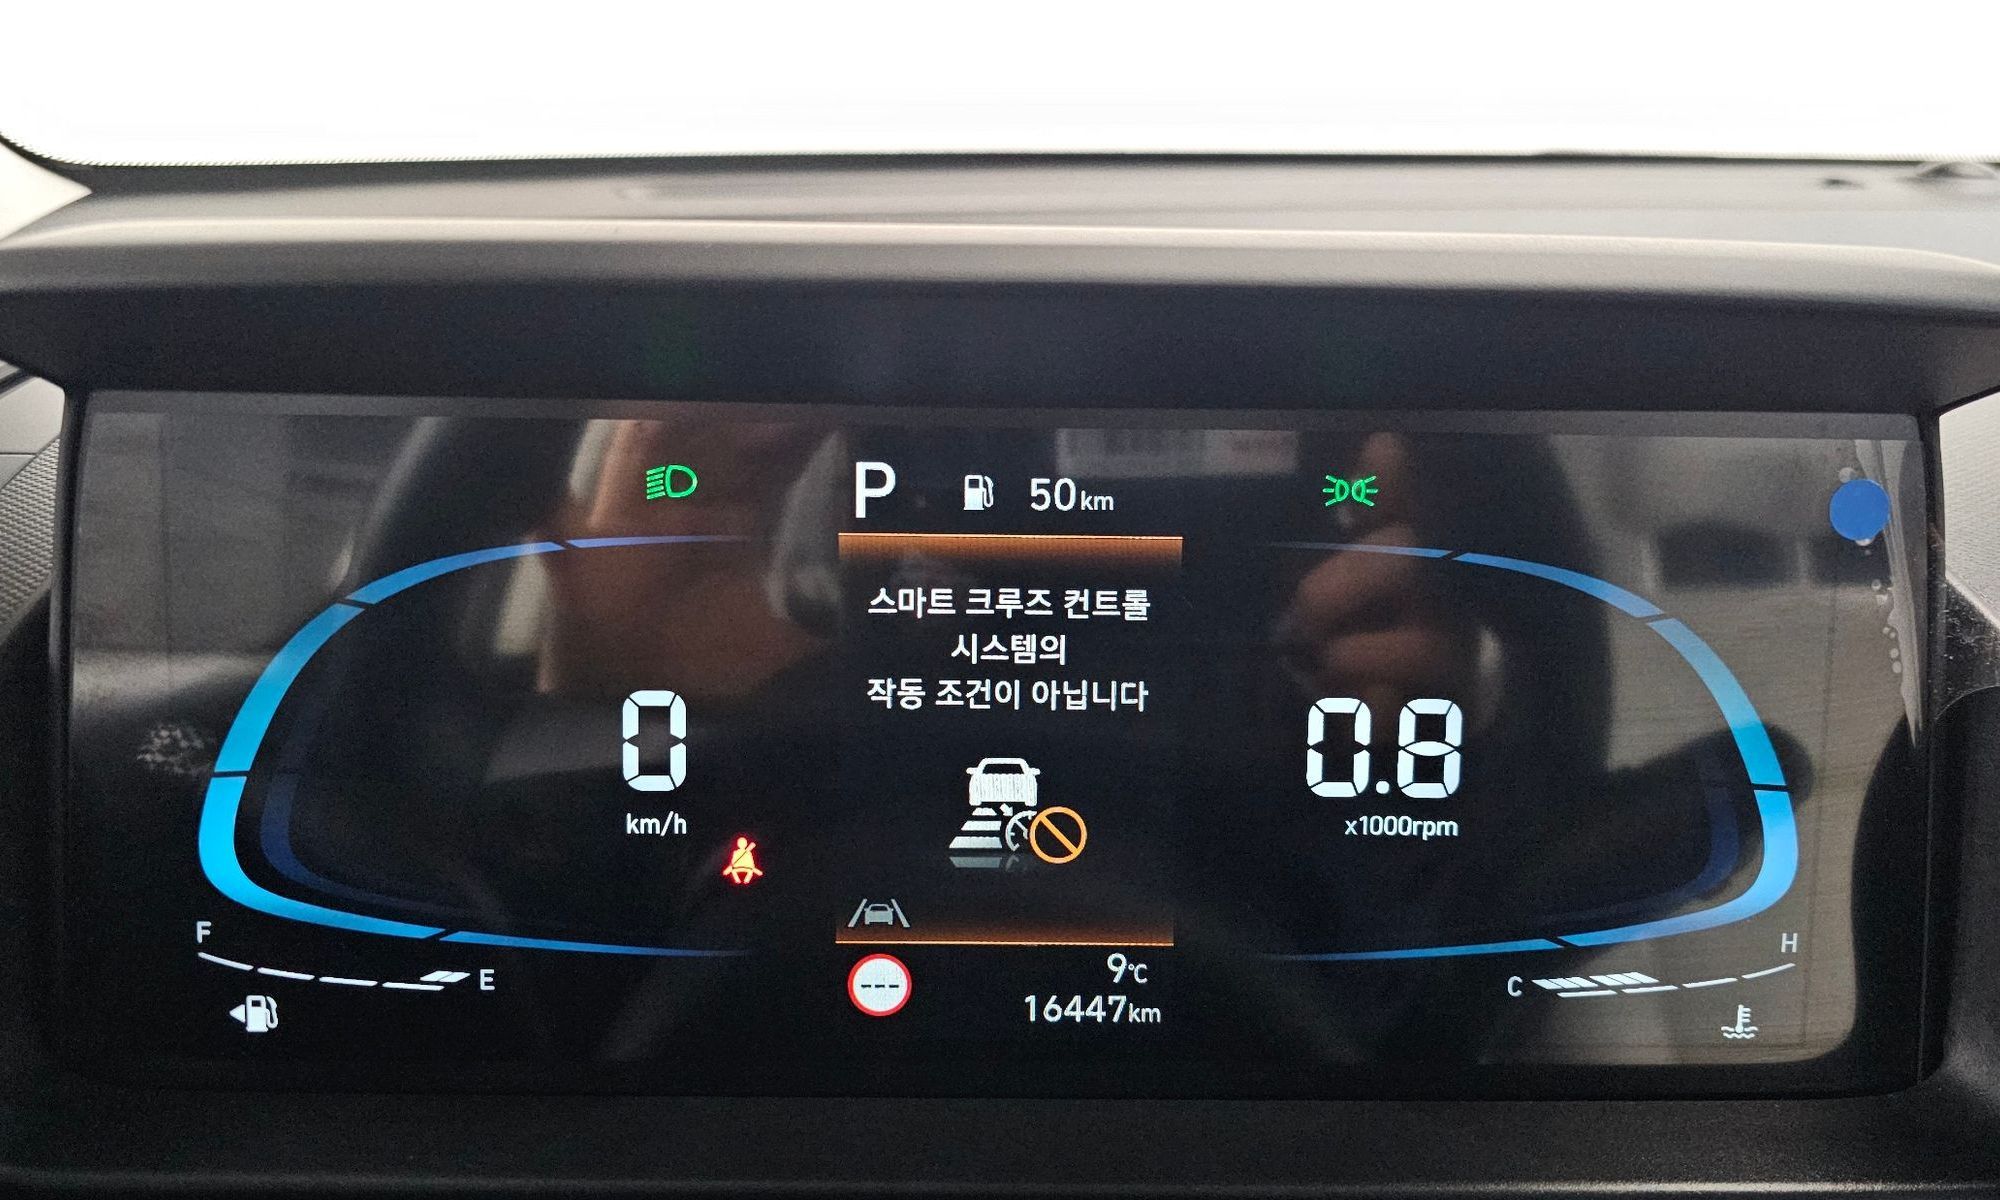 P 50km
스마트 크루즈 컨트롤
시스템의
작동 조건이 아닙니다
0
km/h
0.8
x1000rpm
F E
C H
---
9℃
16447km